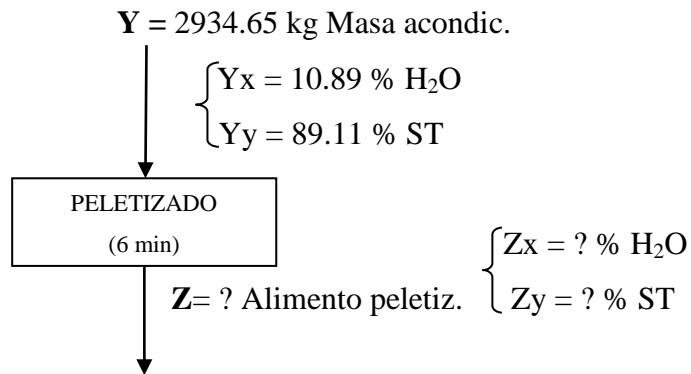 Y = 2934.65 kg Masa acondic.
Yx = 10.89 % H₂O
Yy = 89.11 % ST
PELETIZADO
(6 min)
Zx = ? % H₂O
Z= ? Alimento peletiz.
Zy = ? % ST